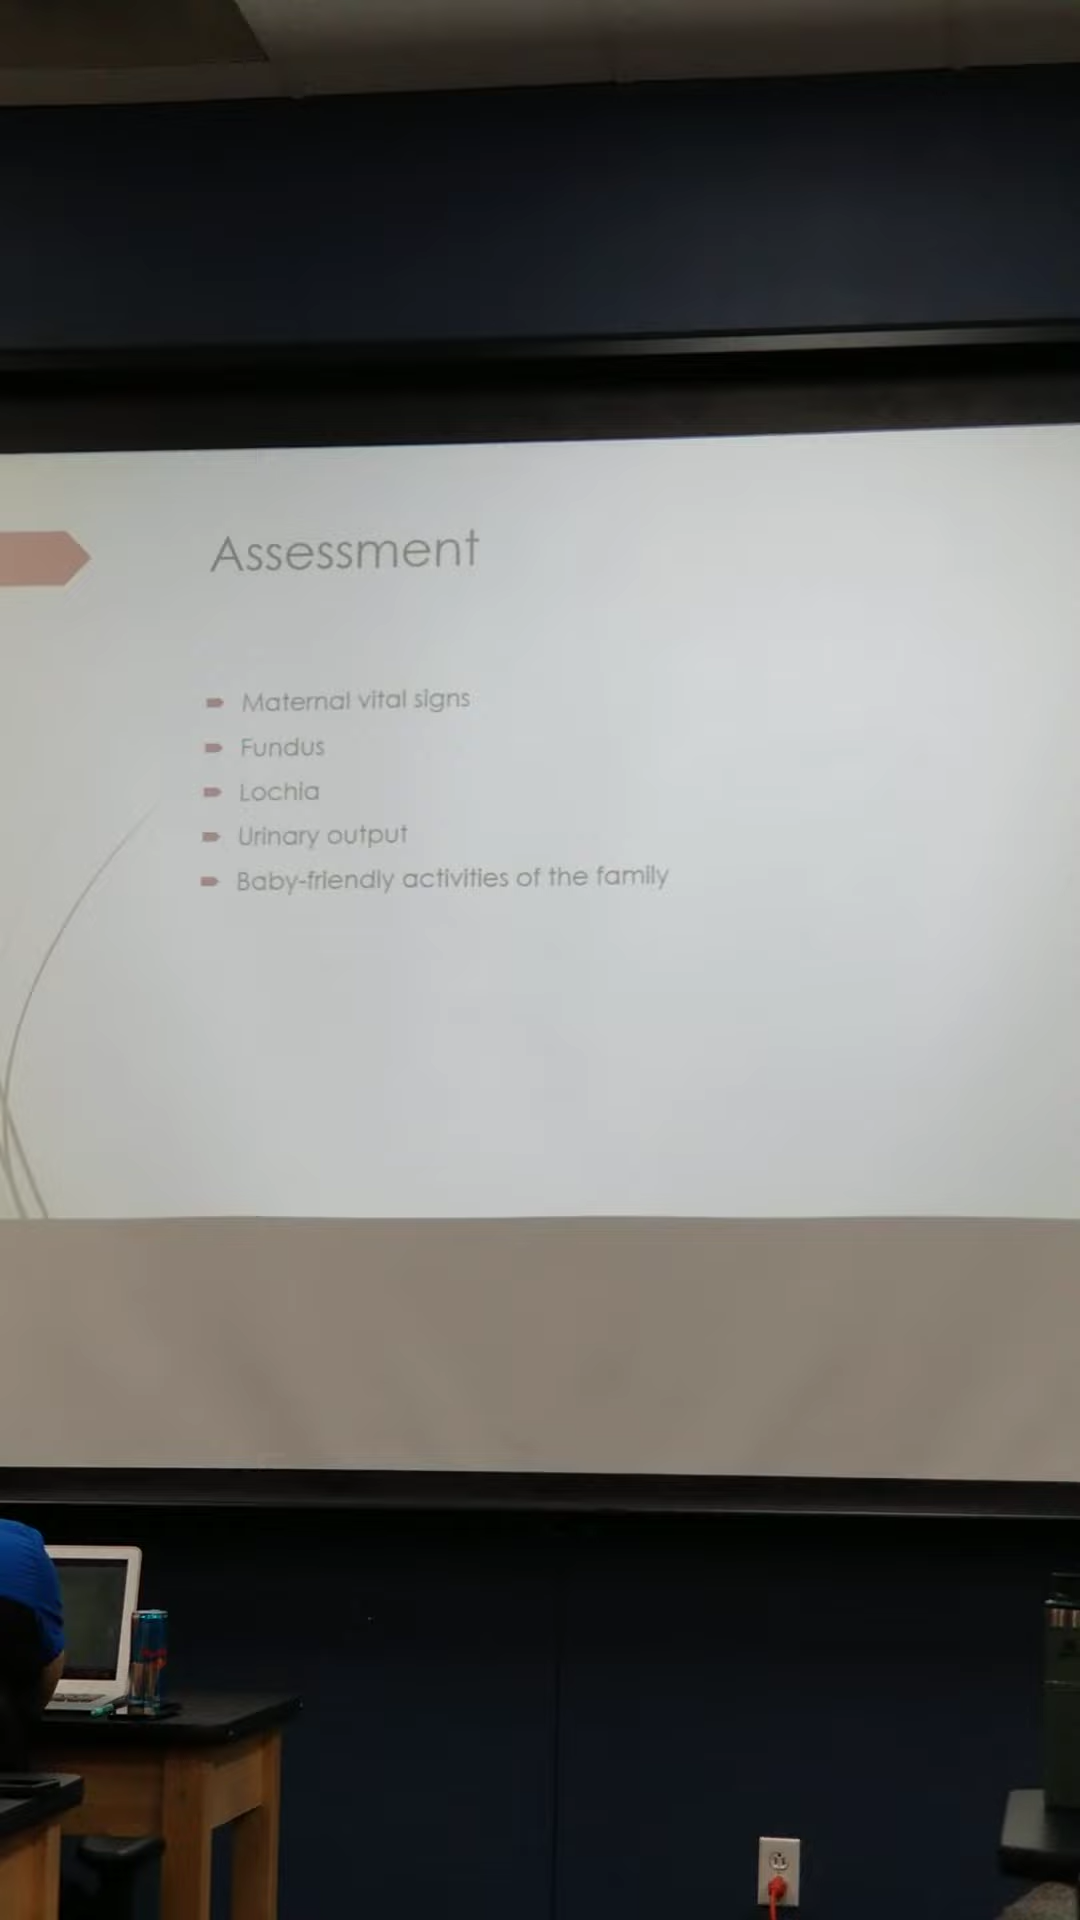 Assessment
Maternal vital signs
Fundus
Lochia
Urinary output
Baby-friendly activities of the family